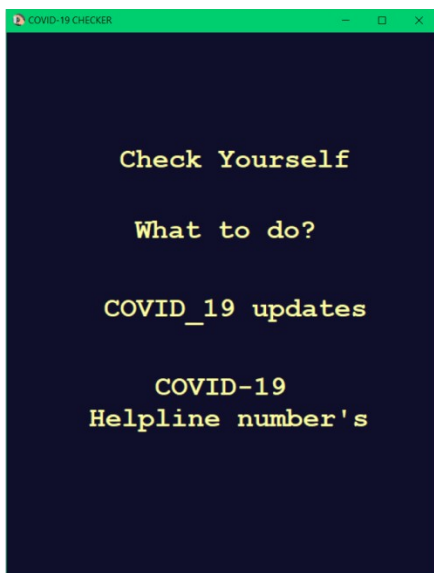 COVID-19 CHECKER
Check Yourself
What to do?
COVID_19 updates
COVID-19
Helpline number's